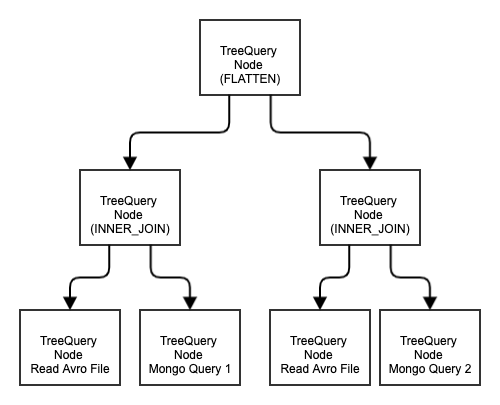 TreeQuery
Node
(FLATTEN)
TreeQuery
Node
(INNER_JOIN)
TreeQuery
Node
(INNER_JOIN)
TreeQuery
Node
Read Avro File
TreeQuery
Node
Mongo Query 1
TreeQuery
Node
Read Avro File
TreeQuery
Node
Mongo Query 2